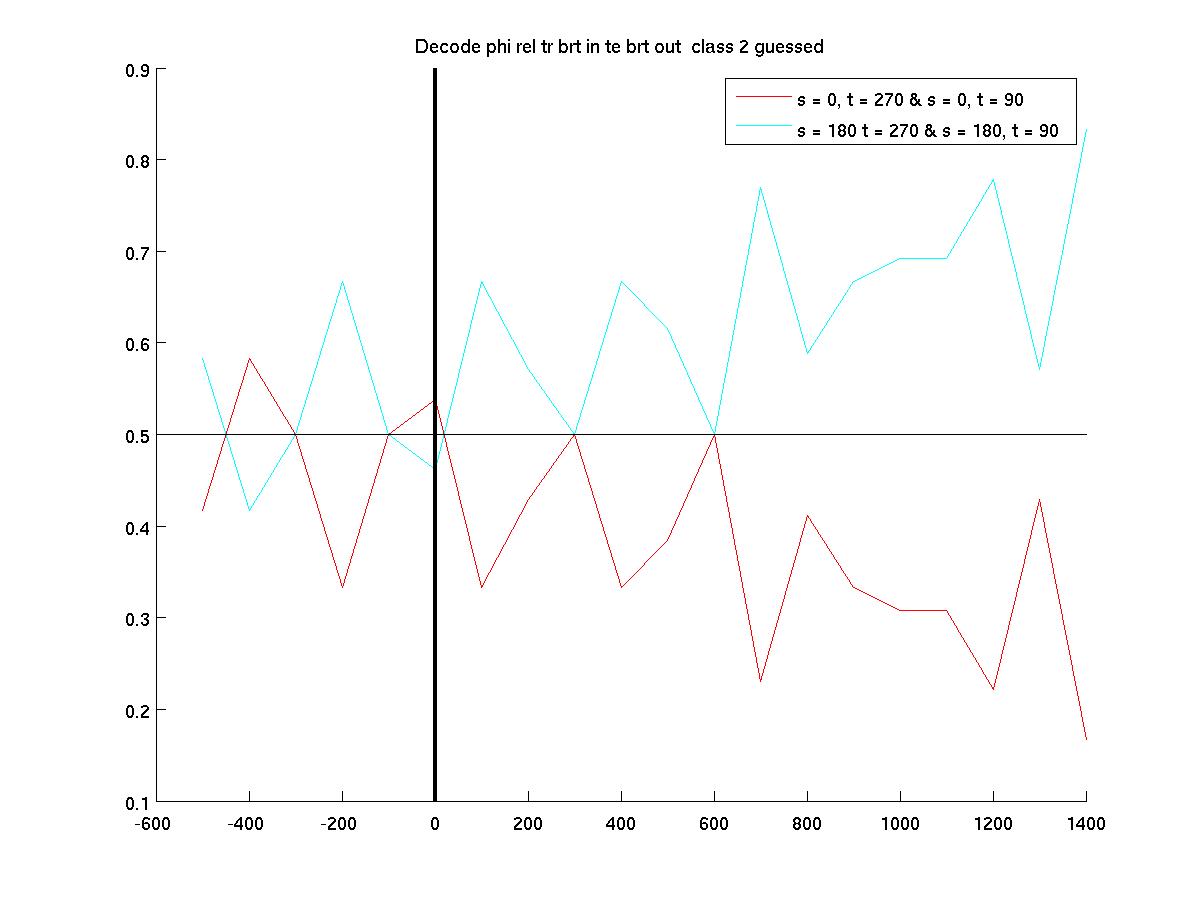 Decode phi rel tr brt in te brt out  class 2 guessed
0.9
s = 0, t = 270 & s = 0, t = 90
s = 180 t = 270 & s = 180, t = 90
0.8
0.7
0.6
0.5
0.4
0.3
0.2
0.1
-600 -400 -200 0 200 400 600 800 1000 1200 1400